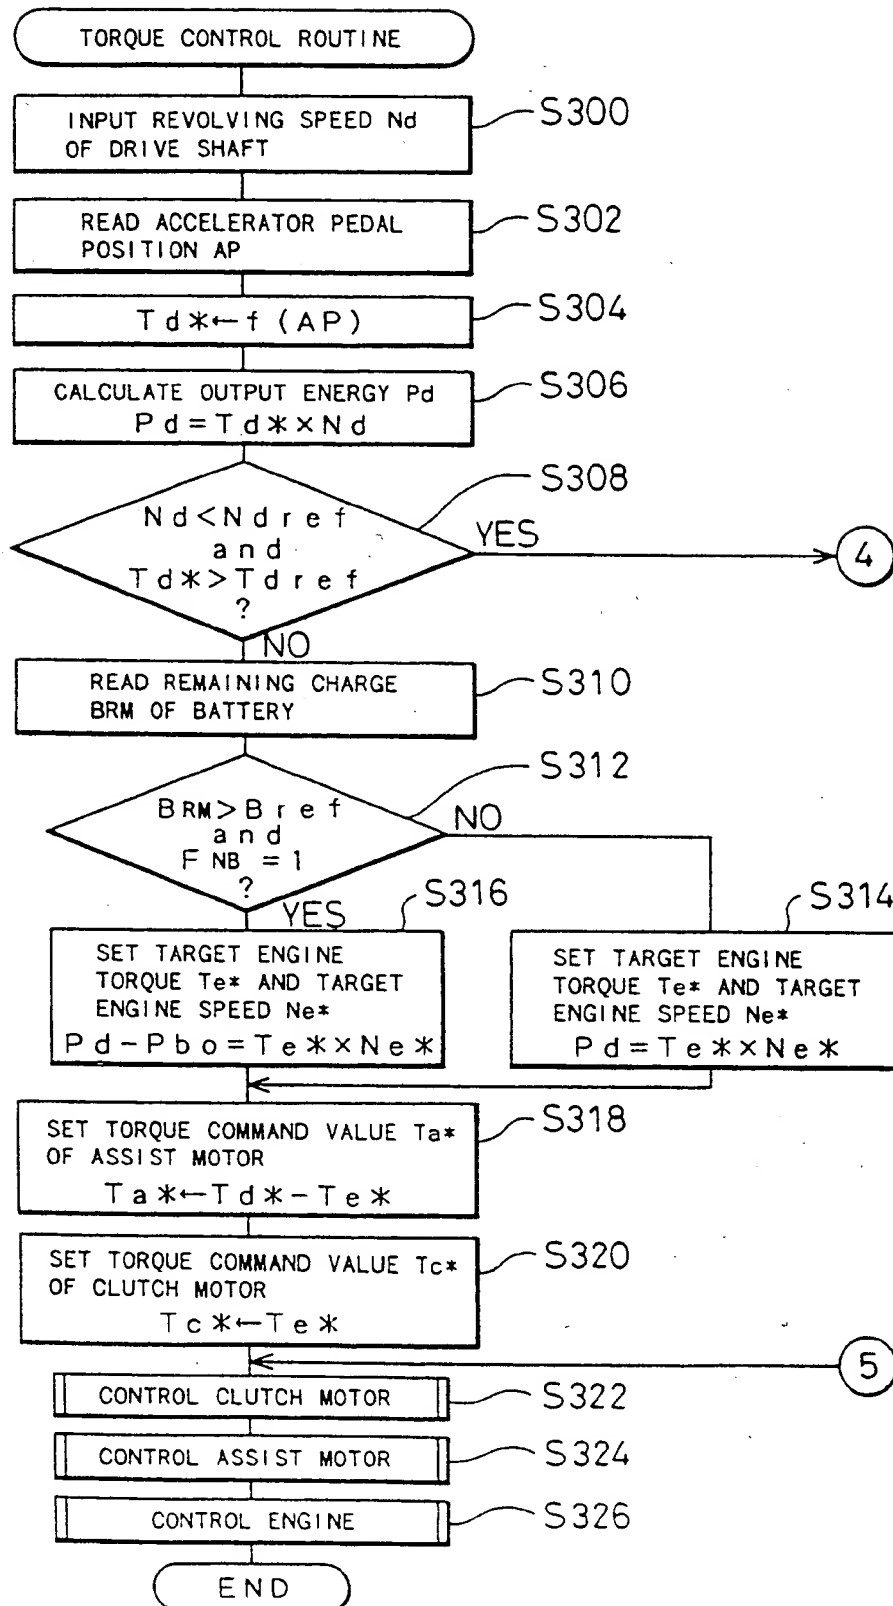 TORQUE CONTROL ROUTINE
INPUT REVOLVING SPEED Nd
OF DRIVE SHAFT
S300
READ ACCELERATOR PEDAL
POSITION AP
S302
Td*←f(AP)
S304
CALCULATE OUTPUT ENERGY Pd
Pd=Td*×Nd
S306
Nd<Ndref
and
Td*>Tdref
?
S308
YES
4
NO
READ REMAINING CHARGE
BRM OF BATTERY
S310
BRM>Bref
and
FNB=1
?
S312
NO
YES
S316
SET TARGET ENGINE
TORQUE Te* AND TARGET
ENGINE SPEED Ne*
Pd-Pbo=Te*×Ne*
S314
SET TARGET ENGINE
TORQUE Te* AND TARGET
ENGINE SPEED Ne*
Pd=Te*×Ne*
SET TORQUE COMMAND VALUE Ta*
OF ASSIST MOTOR
Ta*←Td*-Te*
S318
SET TORQUE COMMAND VALUE Tc*
OF CLUTCH MOTOR
Tc*←Te*
S320
5
CONTROL CLUTCH MOTOR
S322
CONTROL ASSIST MOTOR
S324
CONTROL ENGINE
S326
END